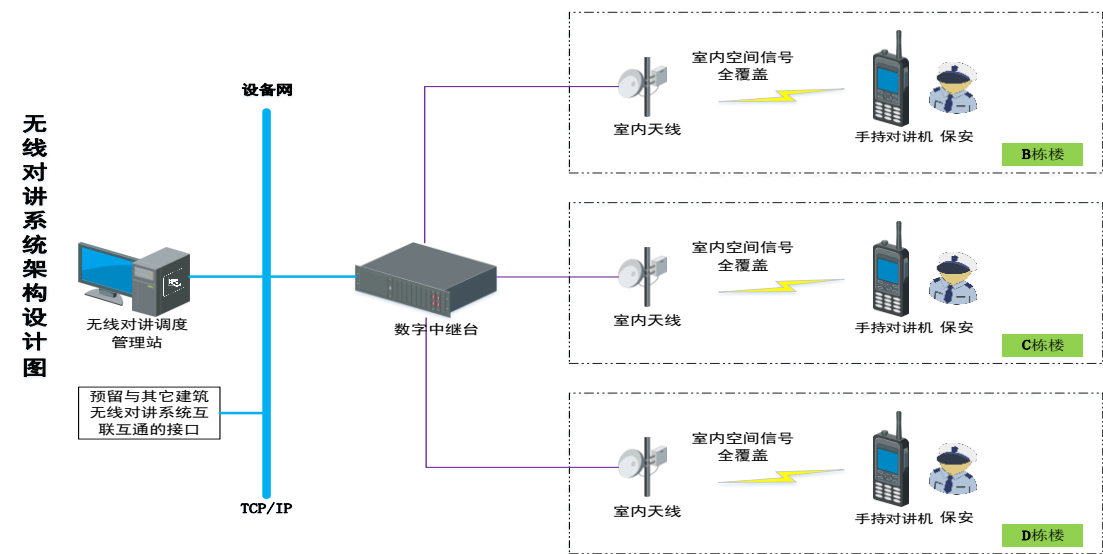 无线对讲系统架构设计图
设备网
无线对讲调度
管理站
预留与其它建筑
无线对讲系统互
联互通的接口
TCP/IP
数字中继台
室内天线
室内空间信号
全覆盖
手持对讲机 保安
B栋楼
室内天线
室内空间信号
全覆盖
手持对讲机 保安
C栋楼
室内天线
室内空间信号
全覆盖
手持对讲机 保安
D栋楼